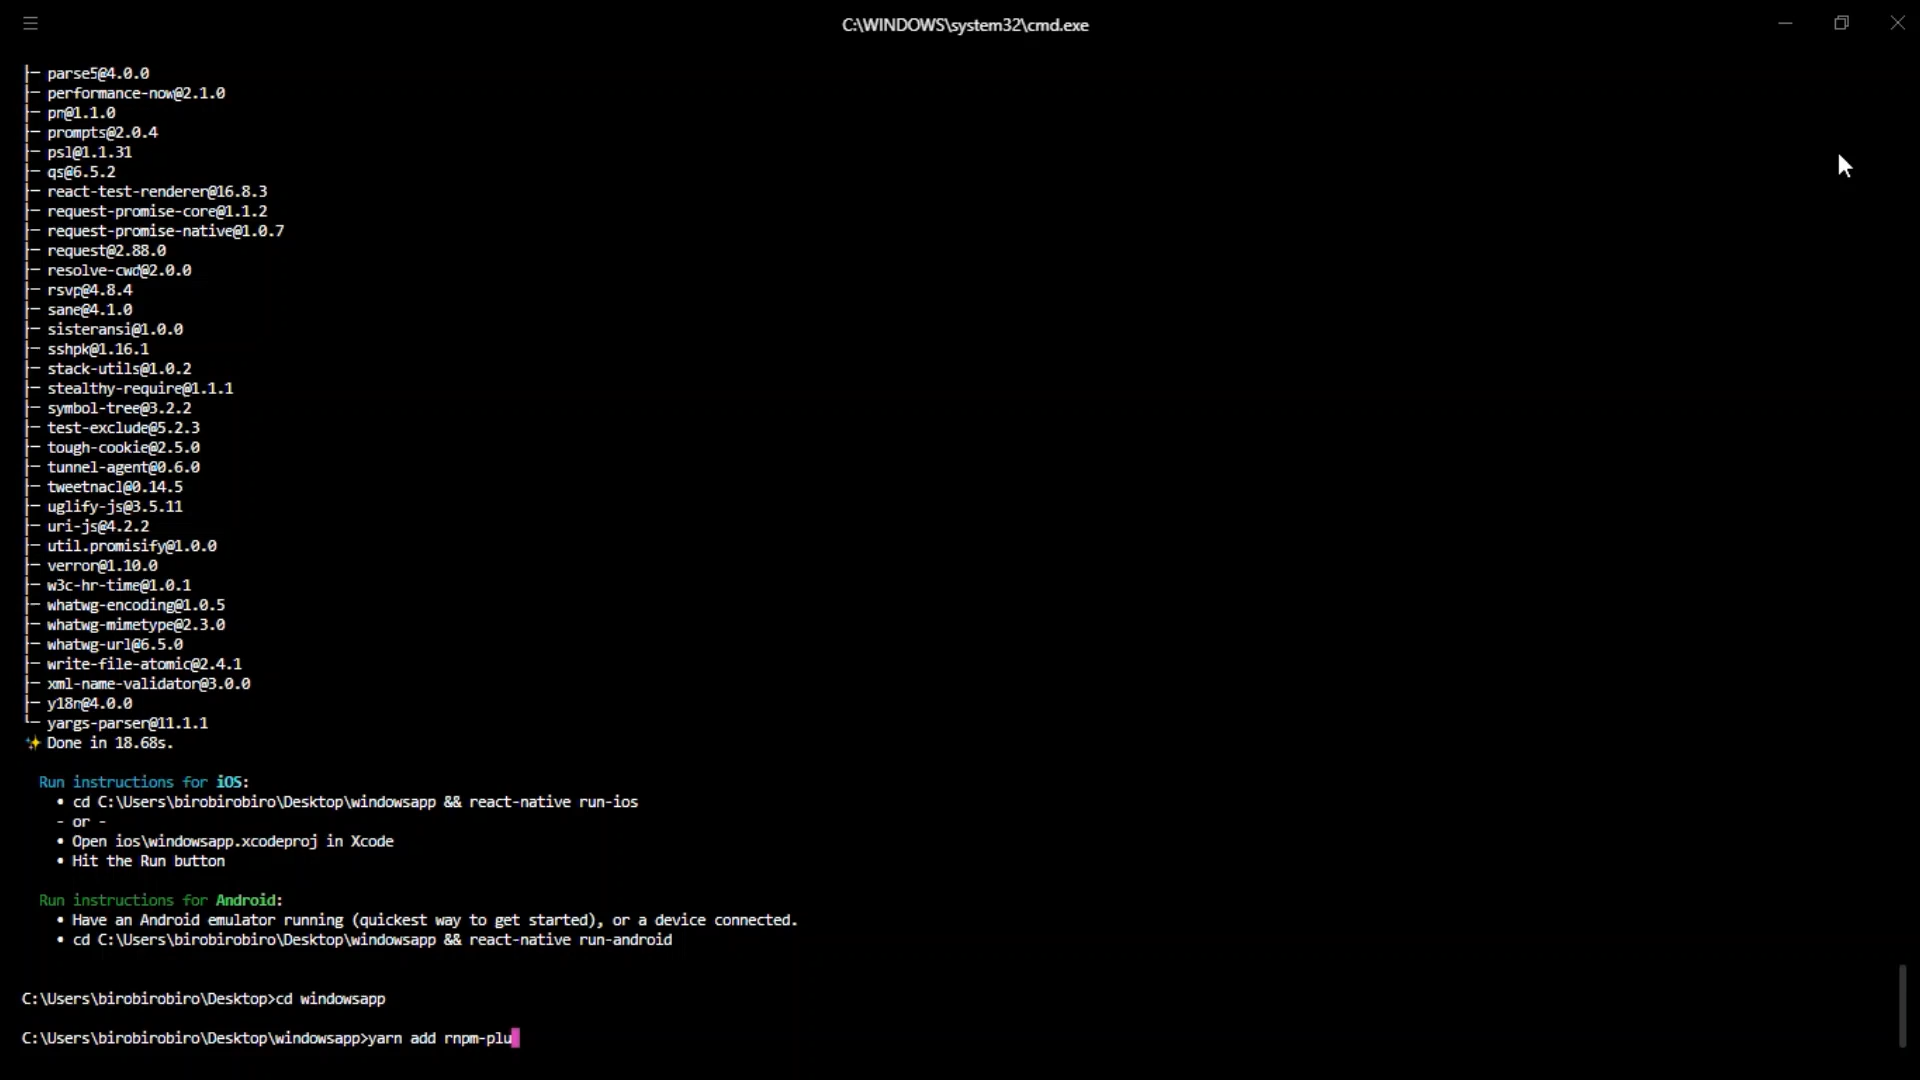 C:\WINDOWS\system32\cmd.exe
├─ parse5@4.0.0
├─ performance-now@2.1.0
├─ pn@1.1.0
├─ prompts@2.0.4
├─ psl@1.1.31
├─ qs@6.5.2
├─ react-test-renderer@16.8.3
├─ request-promise-core@1.1.2
├─ request-promise-native@1.0.7
├─ request@2.88.0
├─ resolve-cwd@2.0.0
├─ rsvp@4.8.4
├─ sane@4.1.0
├─ sisteransi@1.0.0
├─ sshpk@1.16.1
├─ stack-utils@1.0.2
├─ stealthy-require@1.1.1
├─ symbol-tree@3.2.2
├─ test-exclude@5.2.3
├─ tough-cookie@2.5.0
├─ tunnel-agent@0.6.0
├─ tweetnacl@0.14.5
├─ uglify-js@3.5.11
├─ uri-js@4.2.2
├─ util.promisify@1.0.0
├─ verror@1.10.0
├─ w3c-hr-time@1.0.1
├─ whatwg-encoding@1.0.5
├─ whatwg-mimetype@2.3.0
├─ whatwg-url@6.5.0
├─ write-file-atomic@2.4.1
├─ xml-name-validator@3.0.0
├─ y18n@4.0.0
└─ yargs-parser@11.1.1
✨ Done in 18.68s.
Run instructions for iOS:
• cd C:\Users\birobirobiro\Desktop\windowsapp && react-native run-ios
- or -
• Open ios\windowsapp.xcodeproj in Xcode
• Hit the Run button
Run instructions for Android:
• Have an Android emulator running (quickest way to get started), or a device connected.
• cd C:\Users\birobirobiro\Desktop\windowsapp && react-native run-android
C:\Users\birobirobiro\Desktop>cd windowsapp
C:\Users\birobirobiro\Desktop\windowsapp>yarn add rnpm-plu